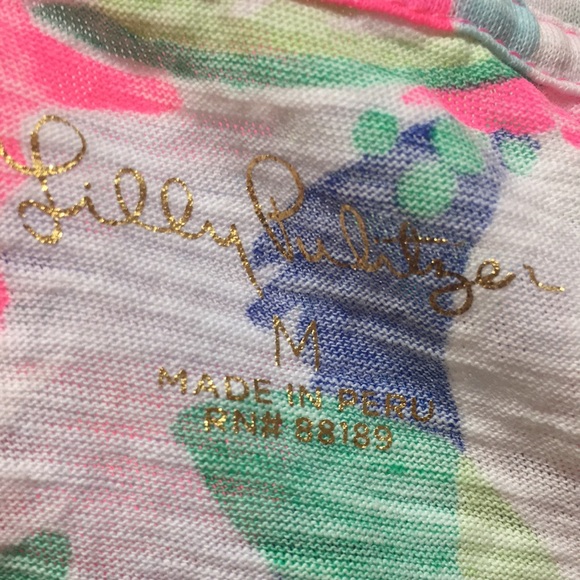 Lilly Pulitzer
M
MADE IN PERU
RN# 88189